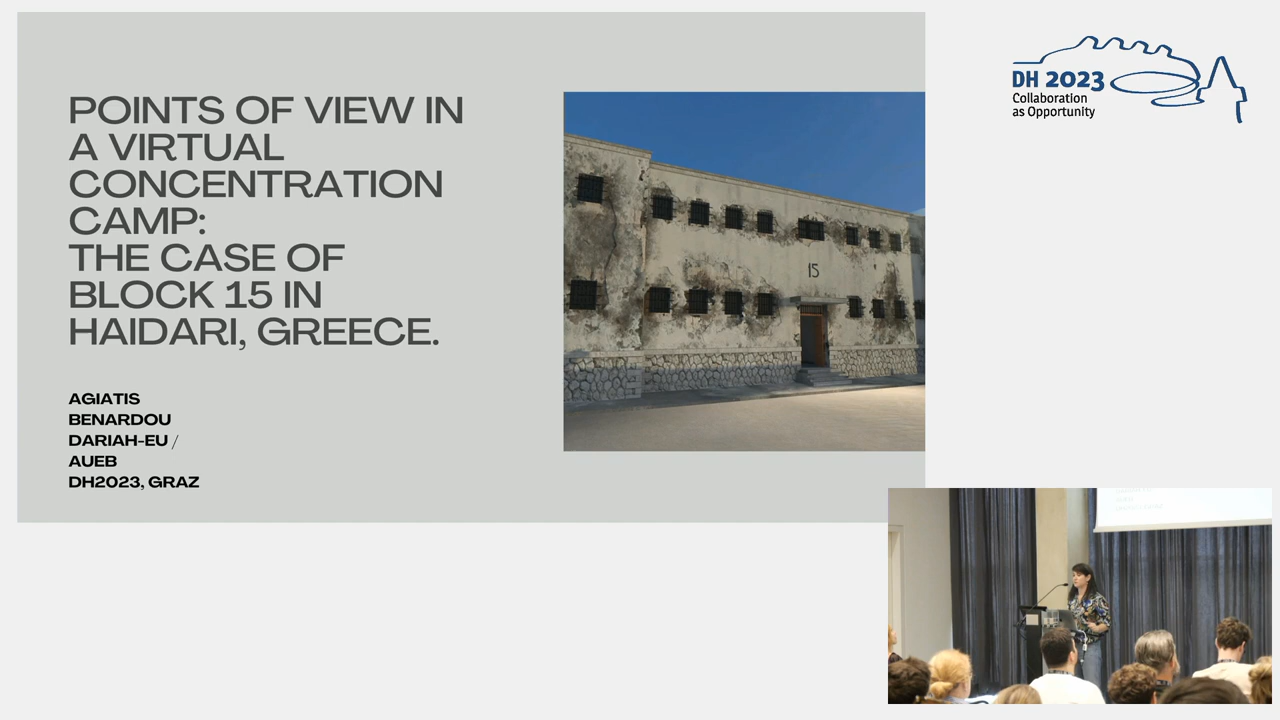 POINTS OF VIEW IN
A VIRTUAL
CONCENTRATION
CAMP:
THE CASE OF
BLOCK 15 IN
HAIDARI, GREECE.
AGIATIS
BENARDOU
DARIAH-EU /
AUEB
DH2023, GRAZ
15
DH 2023
Collaboration
as Opportunity